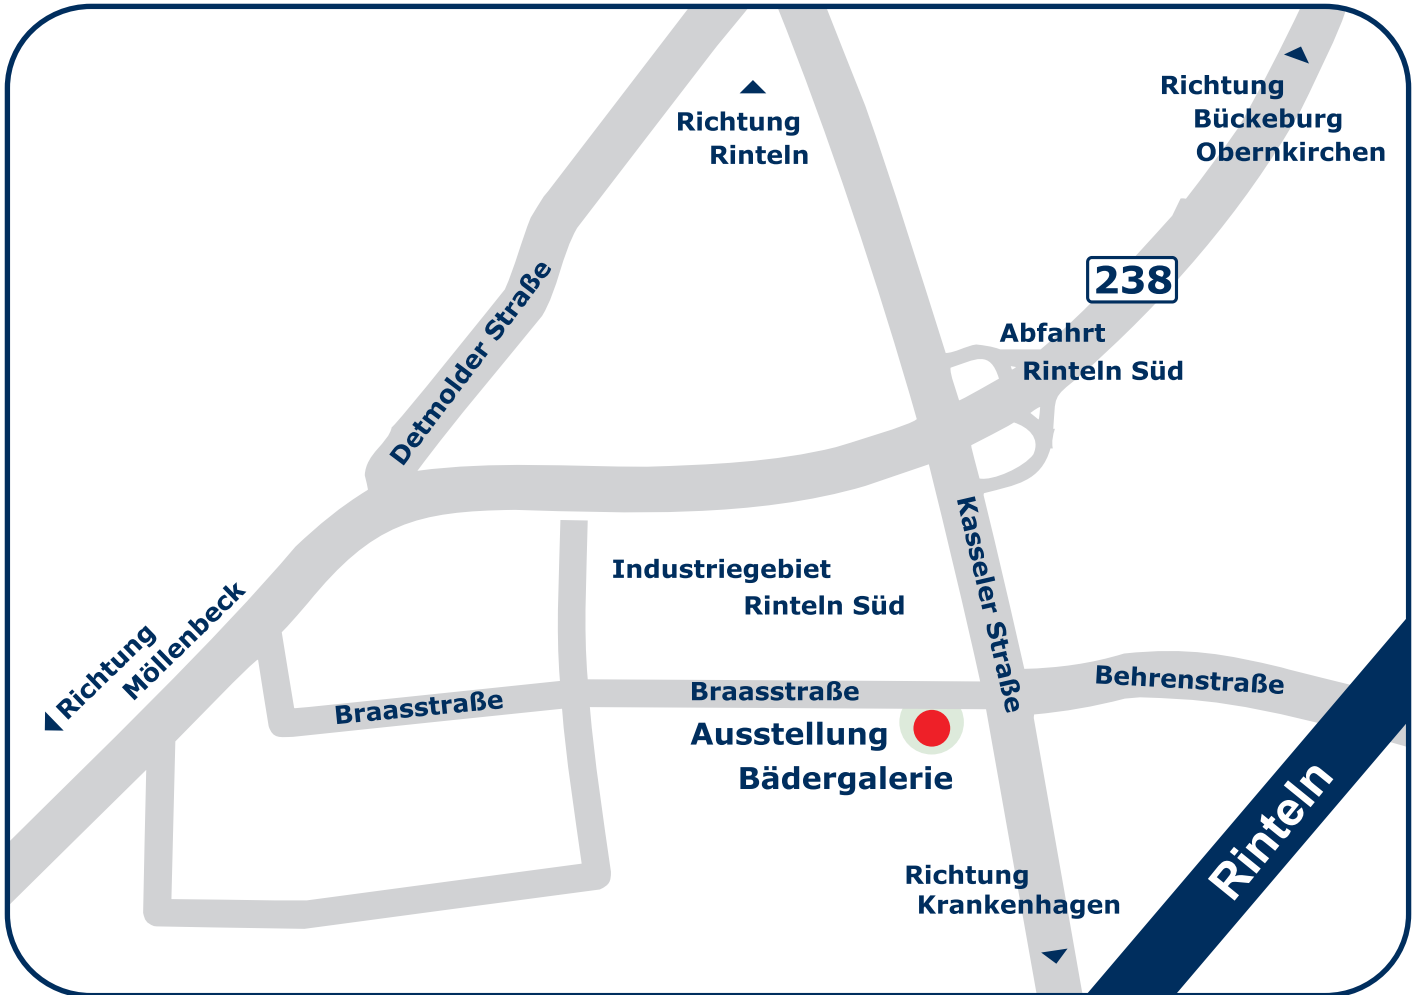 Richtung
Bückeburg
Obernkirchen
Richtung
Rinteln
238
Abfahrt
Rinteln Süd
Detmolder Straße
Kasseler Straße
Industriegebiet
Rinteln Süd
Richtung
Möllenbeck
Braasstraße
Braasstraße
Behrenstraße
Ausstellung
Bädergalerie
Rinteln
Richtung
Krankenhagen